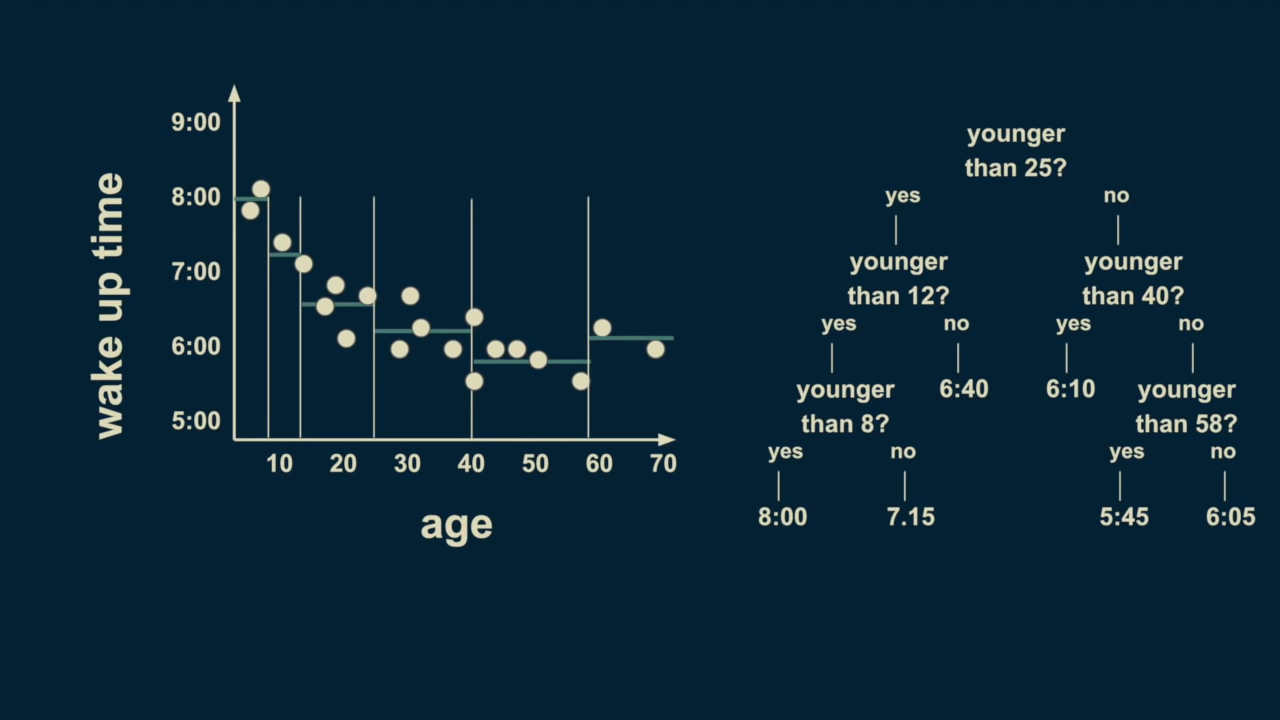 wake up time
9:00
8:00
7:00
6:00
5:00
10 20 30 40 50 60 70
age
younger
than 25?
yes no
younger younger
than 12? than 40?
yes no yes no
younger 6:40 6:10 younger
than 8? than 58?
yes no yes no
8:00 7.15 5:45 6:05